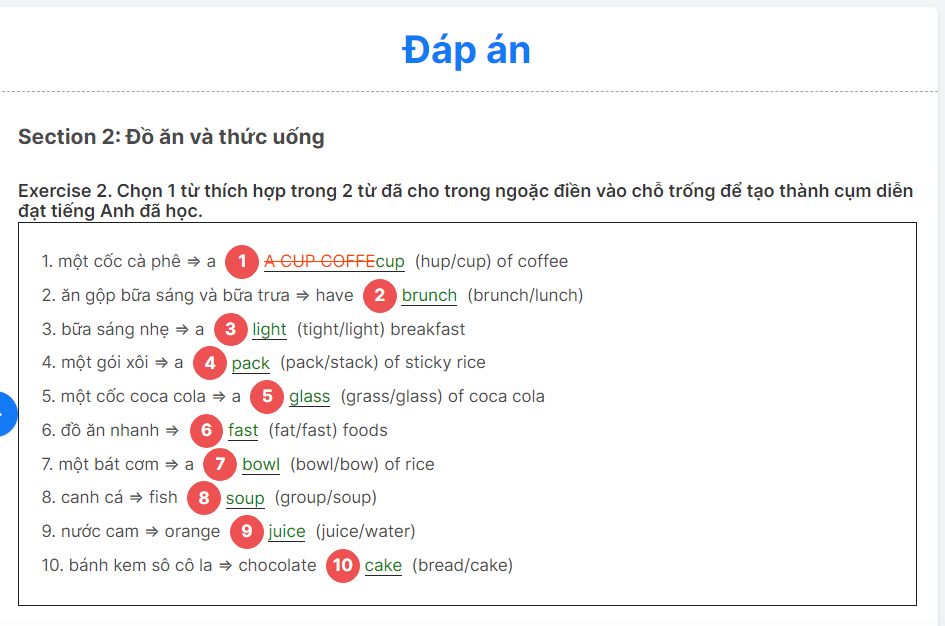 Đáp án
Section 2: Đồ ăn và thức uống
Exercise 2. Chọn 1 từ thích hợp trong 2 từ đã cho trong ngoặc điền vào chỗ trống để tạo thành cụm diễn
đạt tiếng Anh đã học.
1. một cốc cà phê ⇒ a 1 A CUP COFFEcup (hup/cup) of coffee
2. ăn gộp bữa sáng và bữa trưa ⇒ have 2 brunch (brunch/lunch)
3. bữa sáng nhẹ ⇒ a 3 light (tight/light) breakfast
4. một gói xôi ⇒ a 4 pack (pack/stack) of sticky rice
5. một cốc coca cola ⇒ a 5 glass (grass/glass) of coca cola
6. đồ ăn nhanh ⇒ 6 fast (fat/fast) foods
7. một bát cơm ⇒ a 7 bowl (bowl/bow) of rice
8. canh cá ⇒ fish 8 soup (group/soup)
9. nước cam ⇒ orange 9 juice (juice/water)
10. bánh kem sô cô la ⇒ chocolate 10 cake (bread/cake)